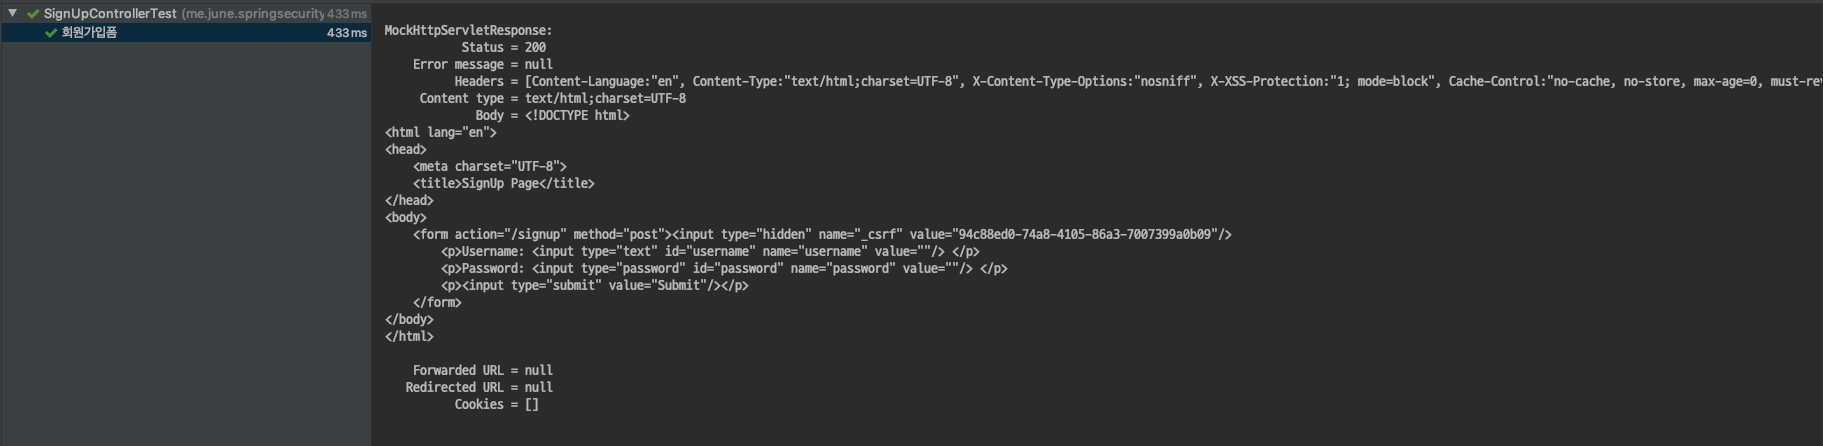 SignUpControllerTest (me.june.springsecurity 433 ms
회원가입폼 433 ms
MockHttpServletResponse:
Status = 200
Error message = null
Headers = [Content-Language:"en", Content-Type:"text/html;charset=UTF-8", X-Content-Type-Options:"nosniff", X-XSS-Protection:"1; mode=block", Cache-Control:"no-cache, no-store, max-age=0, must-rev
Content type = text/html;charset=UTF-8
Body = <!DOCTYPE html>
<html lang="en">
<head>
<meta charset="UTF-8">
<title>SignUp Page</title>
</head>
<body>
<form action="/signup" method="post"><input type="hidden" name="_csrf" value="94c88ed0-74a8-4105-86a3-7007399a0b09"/>
<p>Username: <input type="text" id="username" name="username" value=""/> </p>
<p>Password: <input type="password" id="password" name="password" value=""/> </p>
<p><input type="submit" value="Submit"/></p>
</form>
</body>
</html>
Forwarded URL = null
Redirected URL = null
Cookies = []